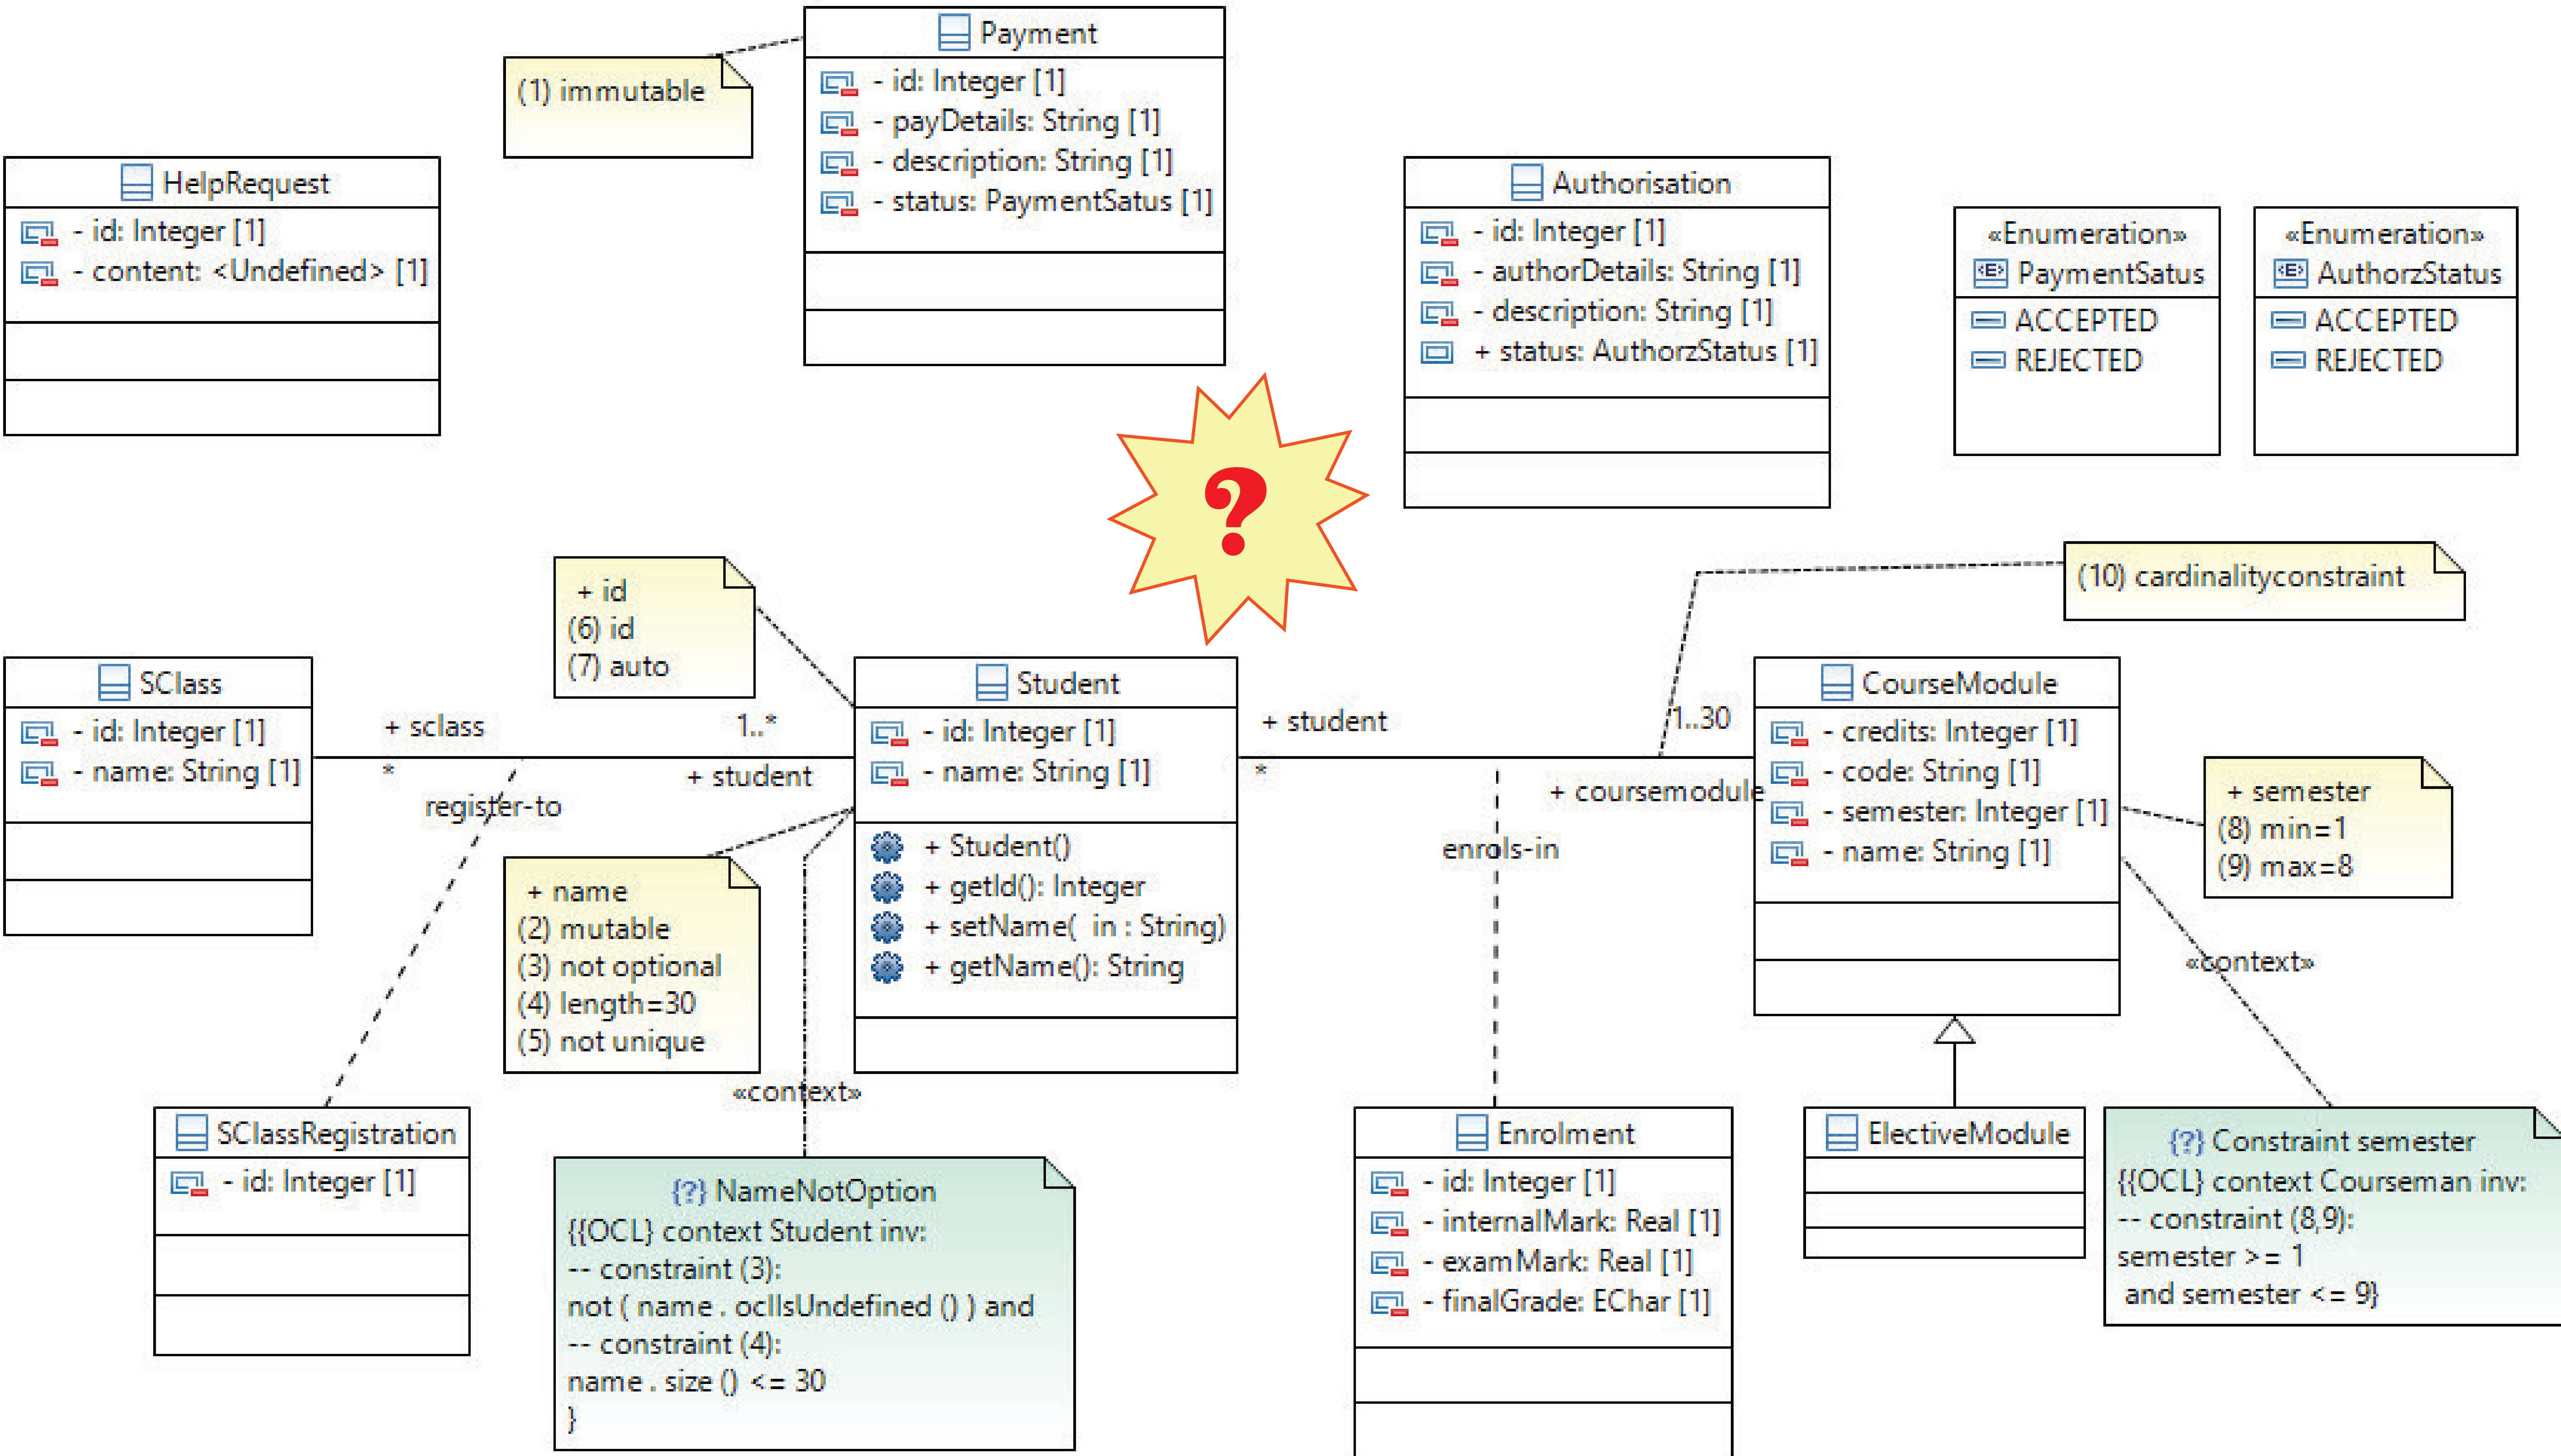 Payment
- id: Integer [1]
- payDetails: String [1]
- description: String [1]
- status: PaymentSatus [1]
(1) immutable
HelpRequest
- id: Integer [1]
- content: <Undefined> [1]
Authorisation
- id: Integer [1]
- authorDetails: String [1]
- description: String [1]
+ status: AuthorzStatus [1]
«Enumeration»
<E> PaymentSatus
ACCEPTED
REJECTED
«Enumeration»
<E> AuthorzStatus
ACCEPTED
REJECTED
?
+ id
(6) id
(7) auto
(10) cardinalityconstraint
SClass
- id: Integer [1]
- name: String [1]
+ sclass
*
1..*
+ student
register-to
Student
- id: Integer [1]
- name: String [1]
+ Student()
+ getId(): Integer
+ setName( in : String)
+ getName(): String
+ student
*
1..30
+ coursemodule
enrols-in
CourseModule
- credits: Integer [1]
- code: String [1]
- semester: Integer [1]
- name: String [1]
+ semester
(8) min=1
(9) max=8
+ name
(2) mutable
(3) not optional
(4) length=30
(5) not unique
«context»
«context»
SClassRegistration
- id: Integer [1]
{?} NameNotOption
{{OCL} context Student inv:
-- constraint (3):
not ( name . oclIsUndefined () ) and
-- constraint (4):
name . size () <= 30
}
Enrolment
- id: Integer [1]
- internalMark: Real [1]
- examMark: Real [1]
- finalGrade: EChar [1]
ElectiveModule
{?} Constraint semester
{{OCL} context Courseman inv:
-- constraint (8,9):
semester >= 1
and semester <= 9}